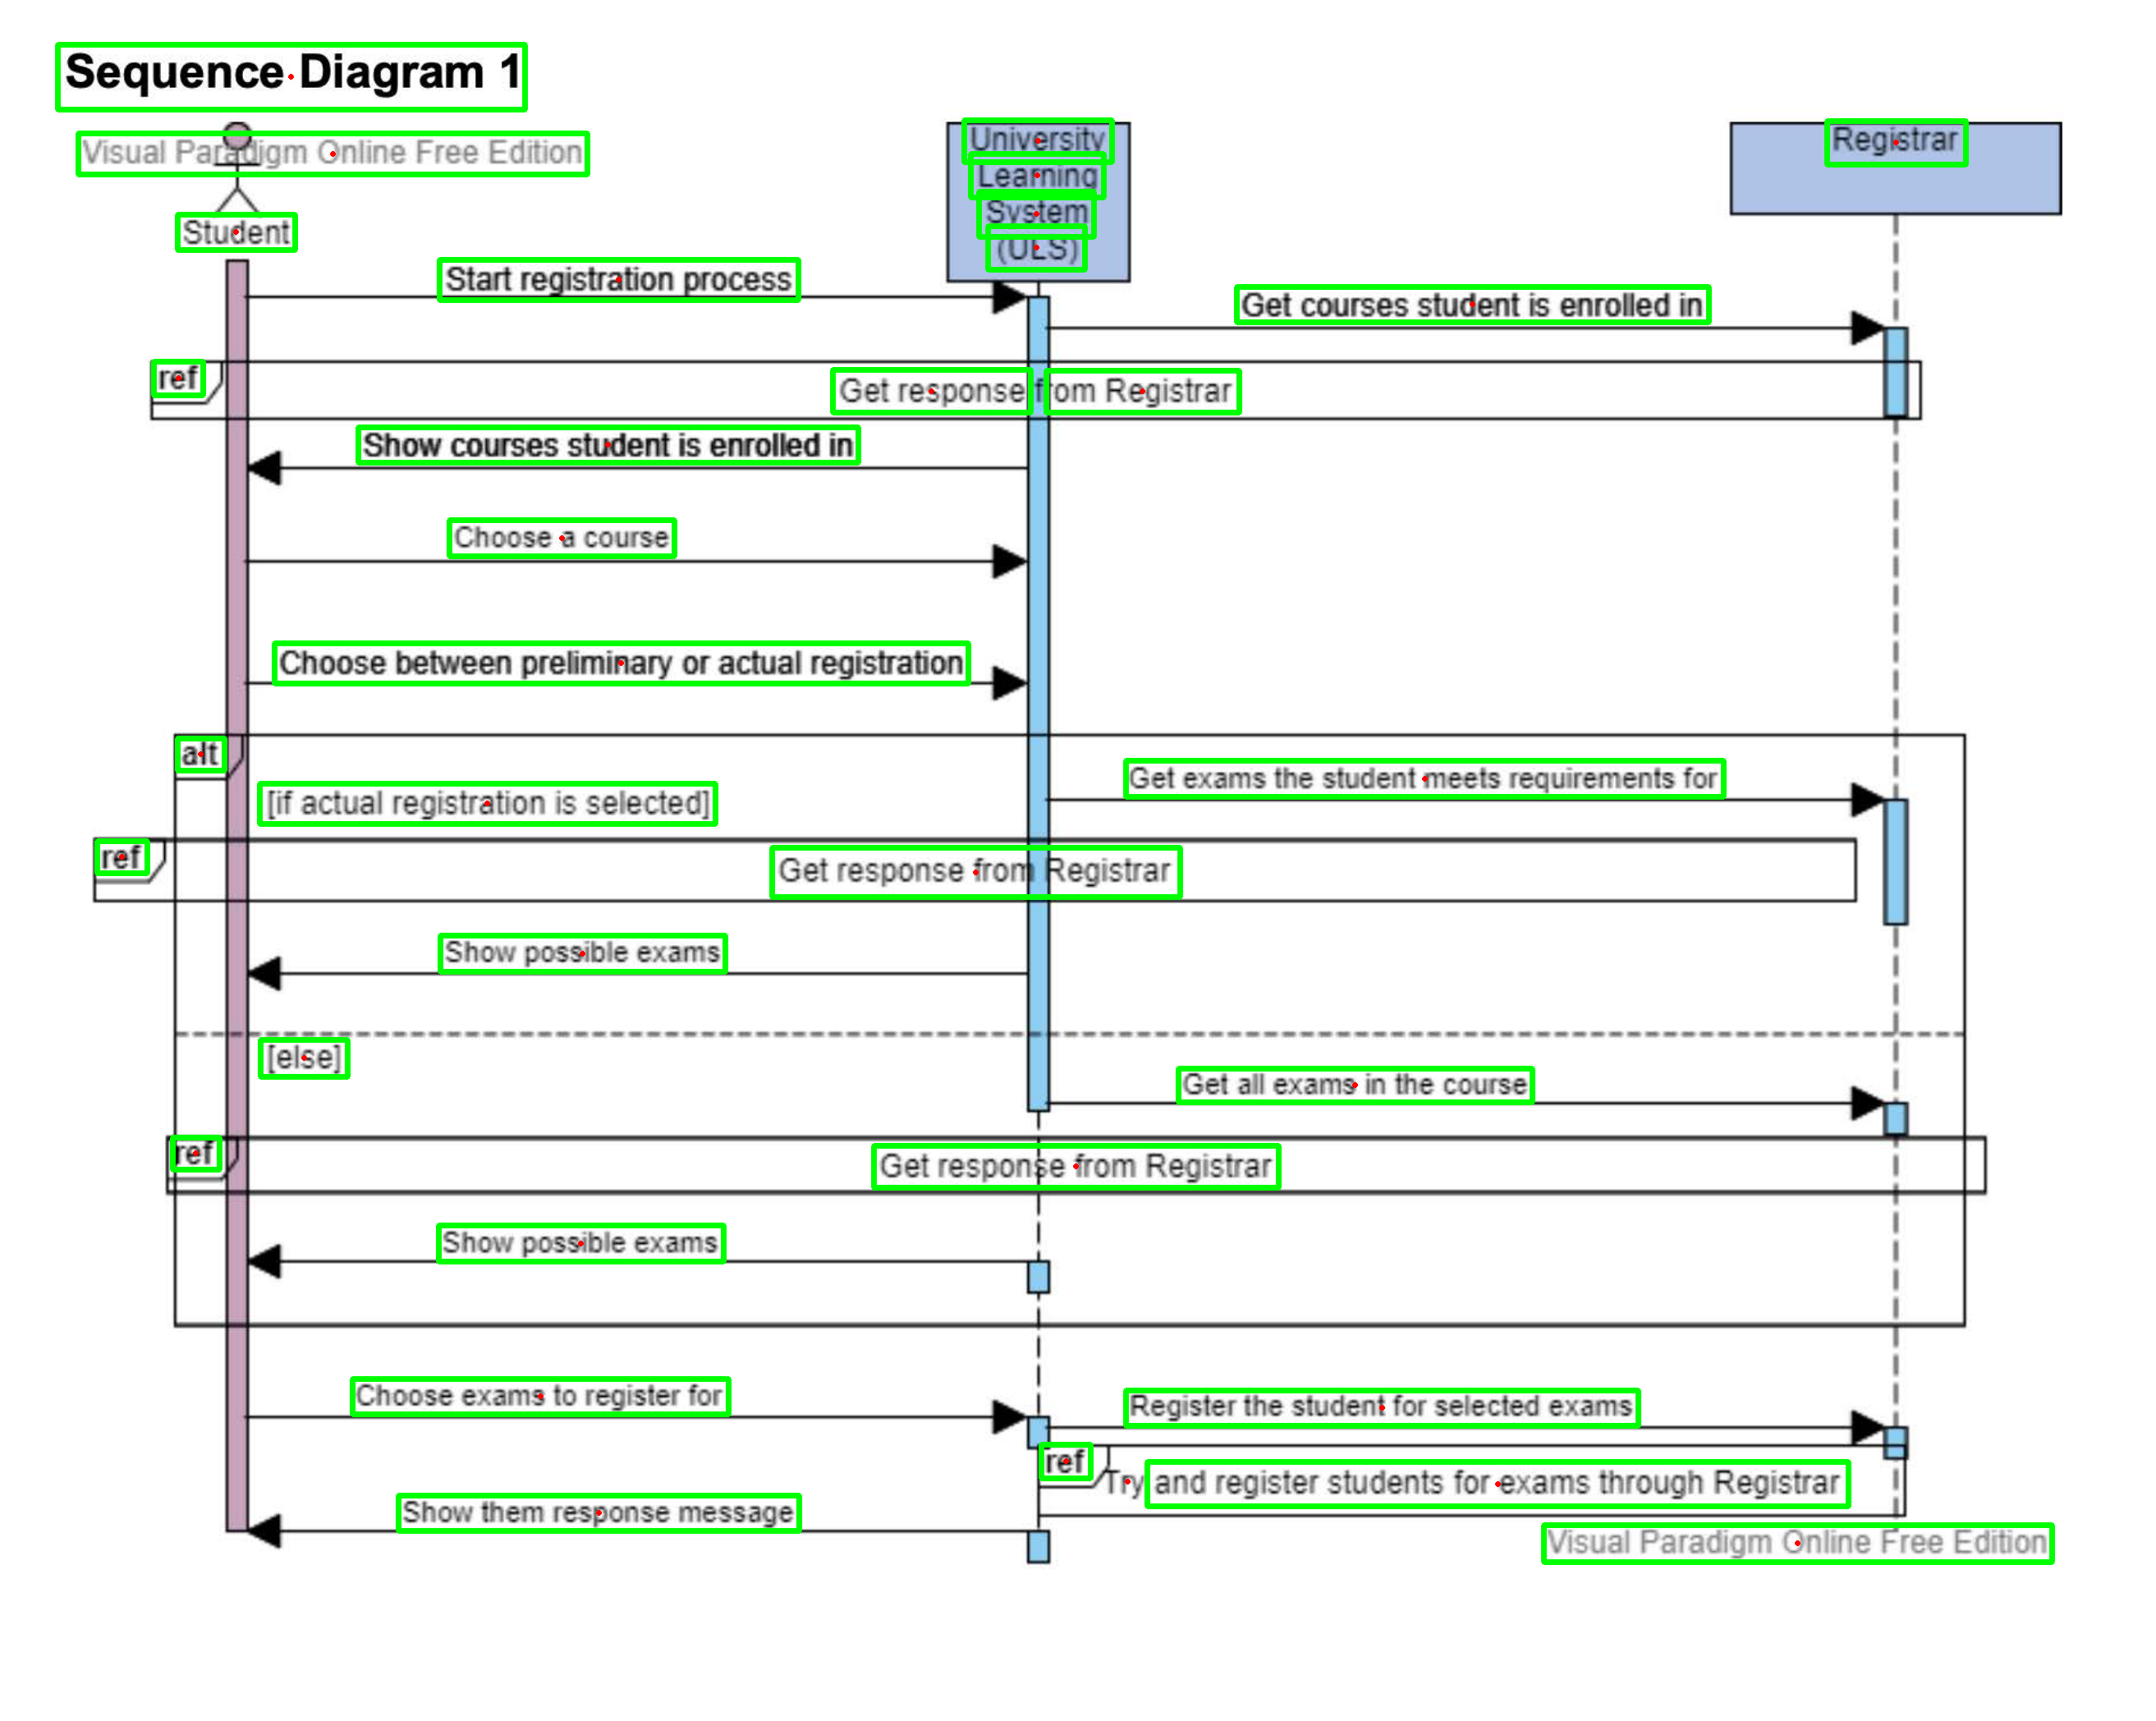 Sequence Diagram 1
Visual Paradigm Online Free Edition
Student
University
Learning
System
(ULS)
Registrar
Start registration process
Get courses student is enrolled in
ref
Get response from Registrar
Show courses student is enrolled in
Choose a course
Choose between preliminary or actual registration
alt
Get exams the student meets requirements for
[if actual registration is selected]
ref
Get response from Registrar
Show possible exams
[else]
Get all exams in the course
ref
Get response from Registrar
Show possible exams
Choose exams to register for
Register the student for selected exams
ref
Try and register students for exams through Registrar
Show them response message
Visual Paradigm Online Free Edition